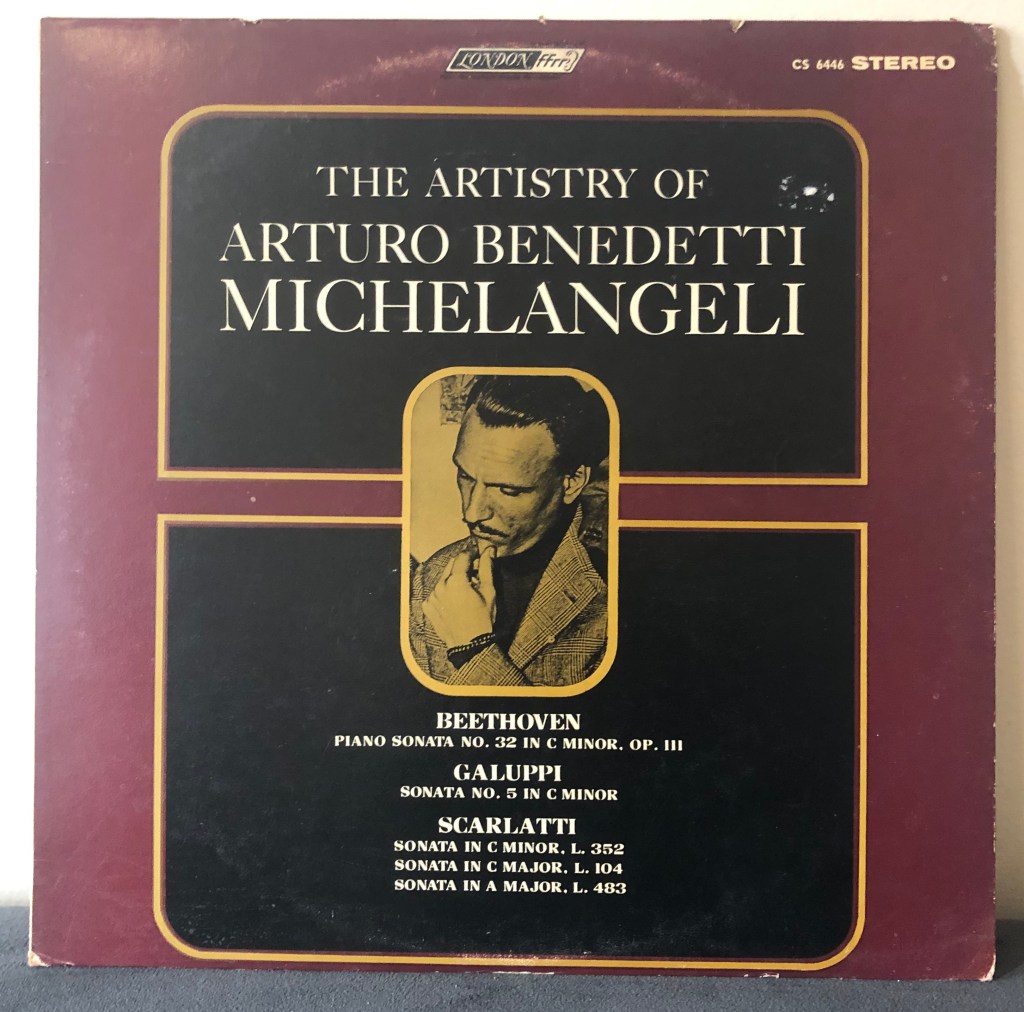 LONDON ffrr
CS 6446 STEREO
THE ARTISTRY OF
ARTURO BENEDETTI
MICHELANGELI
BEETHOVEN
PIANO SONATA NO. 32 IN C MINOR, OP. 111
GALUPPI
SONATA NO. 5 IN C MINOR
SCARLATTI
SONATA IN C MINOR, L. 352
SONATA IN C MAJOR, L. 104
SONATA IN A MAJOR, L. 483